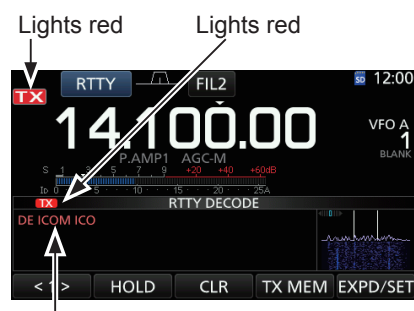 Lights red Lights red
TX RTTY FIL2 SD 12:00
14.100.00 VFO A
1
P.AMP1 AGC-M BLANK
S 1 3 5 7 9 +20 +40 +60dB
ID 0 5 10 15 20 25A
TX RTTY DECODE
DE ICOM ICO
< 1 > HOLD CLR TX MEM EXPD/SET